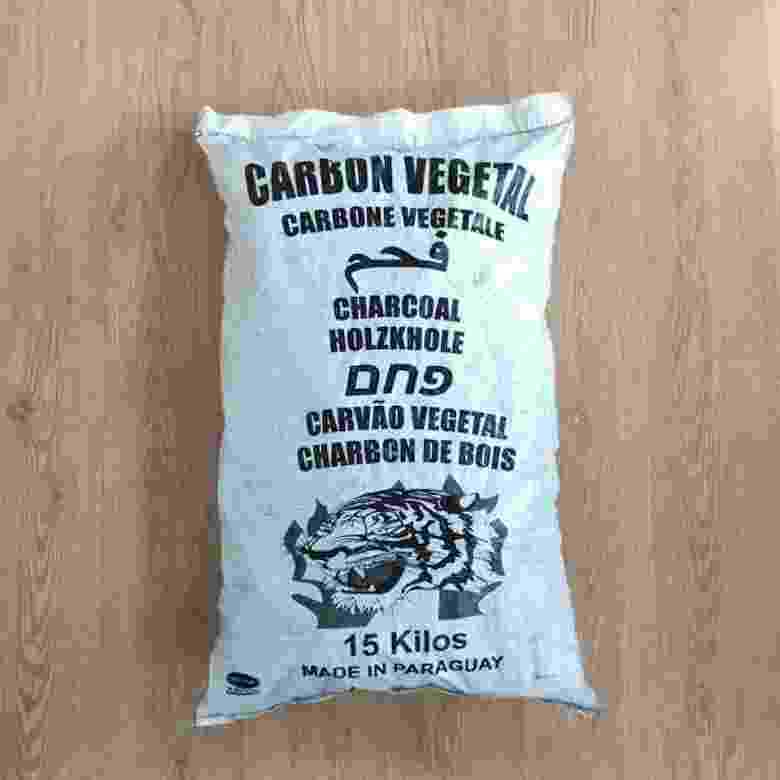 CARBON VEGETAL
CARBONE VEGETALE
فحم
CHARCOAL
HOLZKHOLE
פחם
CARVÃO VEGETAL
CHARBON DE BOIS
15 Kilos
MADE IN PARAGUAY